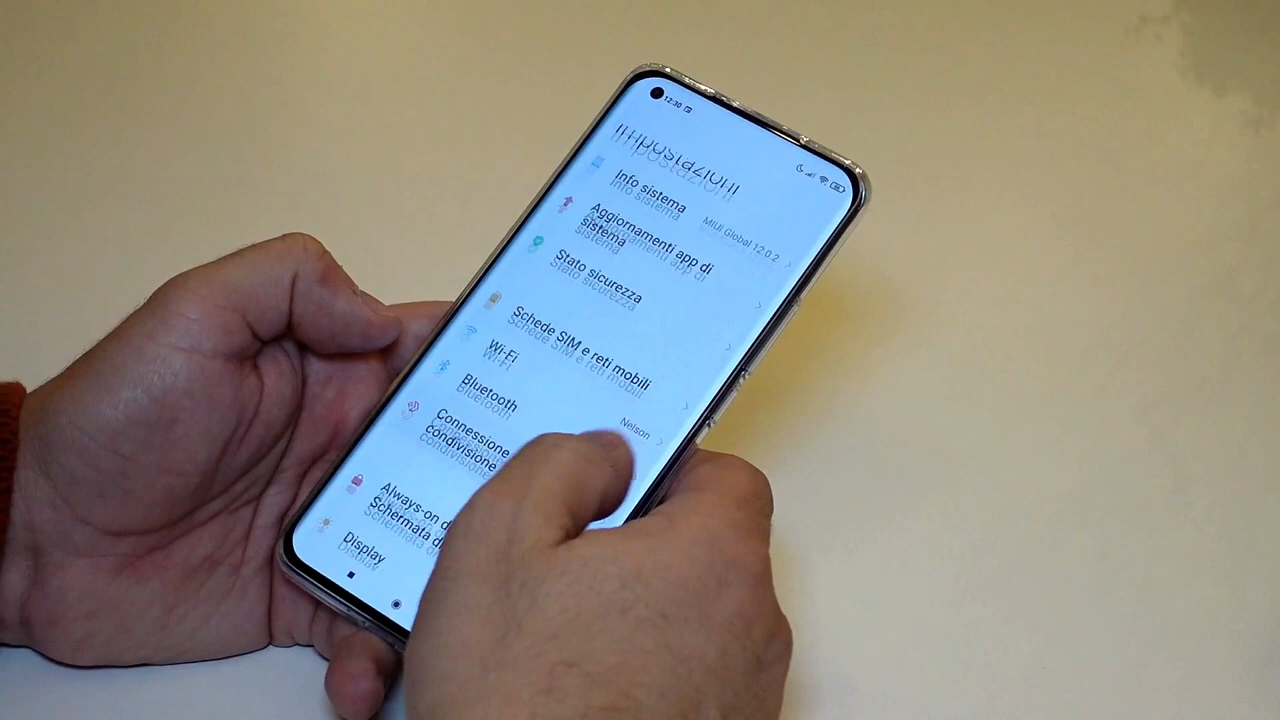 12:30
Impostazioni
Info sistema
MIUI Global 12.0.2
Aggiornamenti app di
sistema
Stato sicurezza
Schede SIM e reti mobili
Wi-Fi
Nelson
Bluetooth
Connessione
condivisione
Always-on d
Schermata di
Display